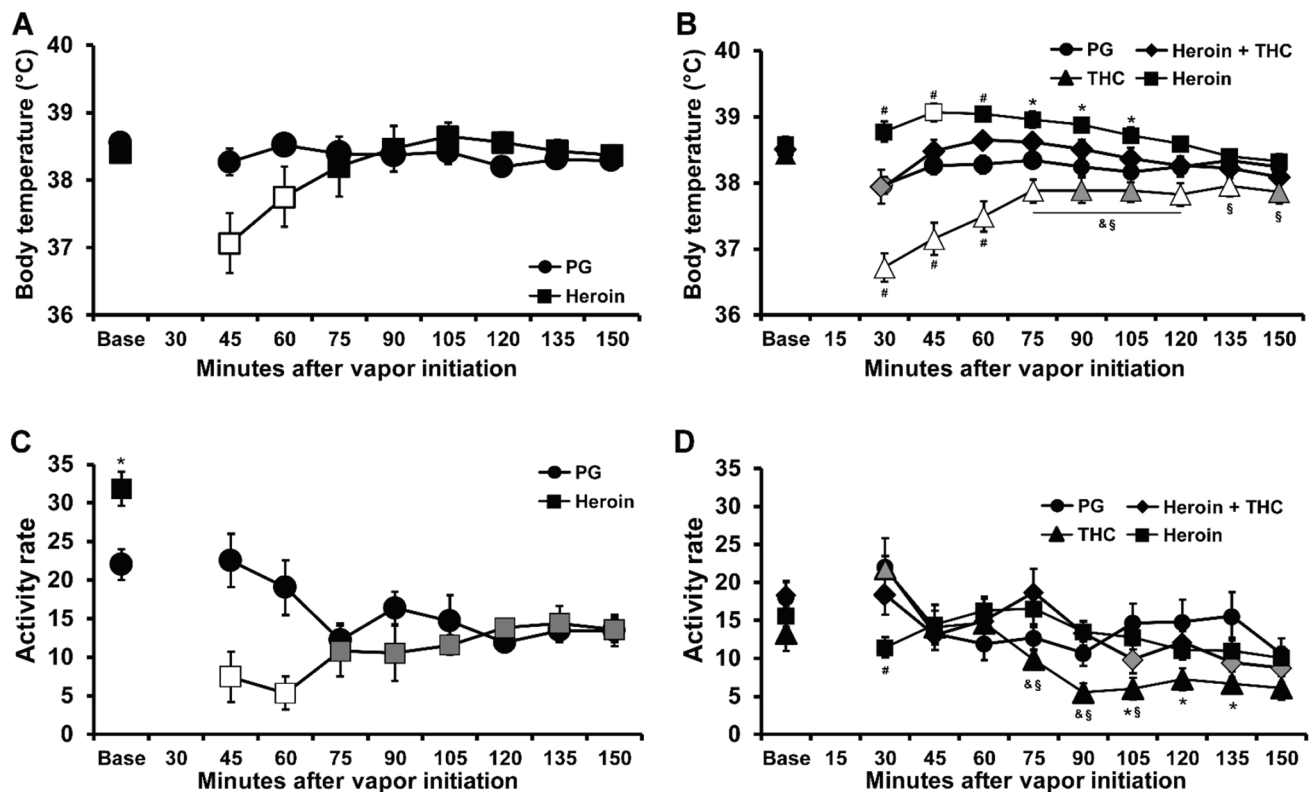 A
Body temperature (°C)
40
39
38
37
36
PG
Heroin
Base 30 45 60 75 90 105 120 135 150
Minutes after vapor initiation
B
Body temperature (°C)
40
39
38
37
36
PG Heroin + THC
THC Heroin
# # # * * *
# # # & § § §
Base 15 30 45 60 75 90 105 120 135 150
Minutes after vapor initiation
C
Activity rate
35
30
25
20
15
10
5
0
*
PG
Heroin
Base 30 45 60 75 90 105 120 135 150
Minutes after vapor initiation
D
Activity rate
35
30
25
20
15
10
5
0
PG Heroin + THC
THC Heroin
# & § & § * § * *
Base 15 30 45 60 75 90 105 120 135 150
Minutes after vapor initiation